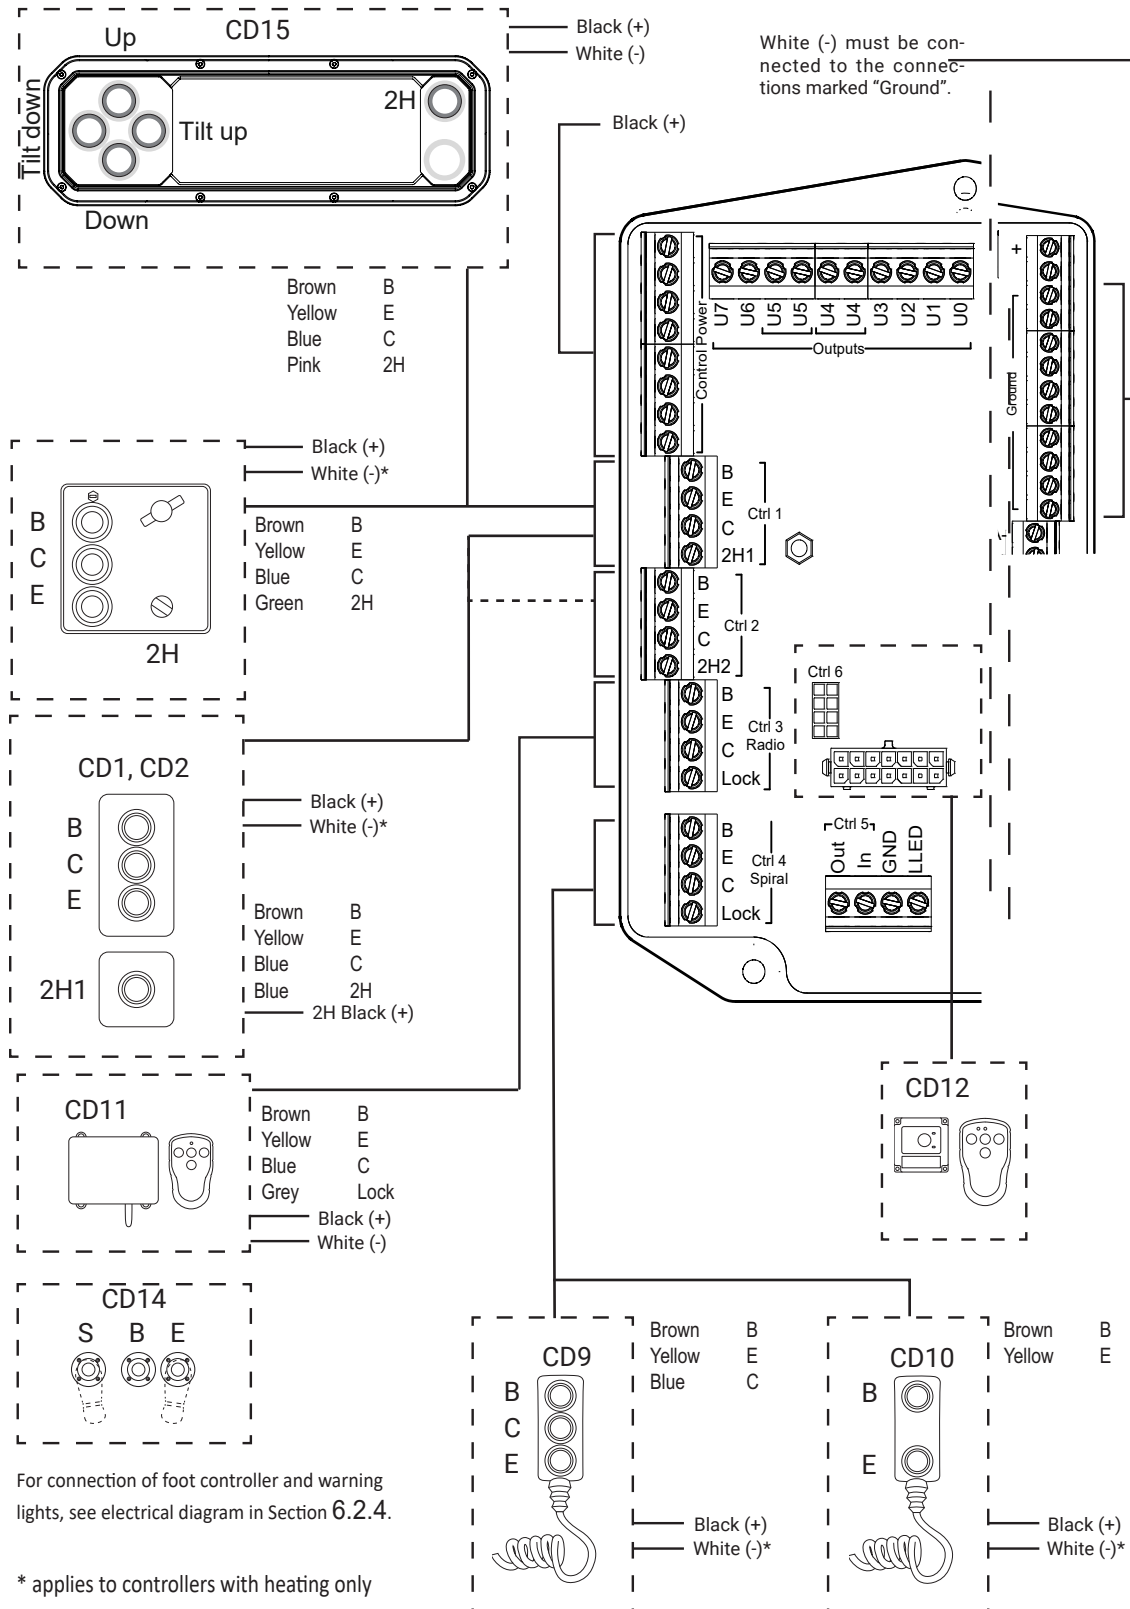 CD15
Up
Tilt down
Tilt up
2H
Down
Black (+)
White (-)
White (-) must be con-
nected to the connec-
tions marked “Ground”.
Black (+)
Brown B
Yellow E
Blue C
Pink 2H
Control Power
U7 U6 U5 U5 U4 U4 U3 U2 U1 U0
Outputs
+
Ground
Black (+)
White (-)*
B
C
E
2H
Brown B
Yellow E
Blue C
Green 2H
B
E
C
2H1
Ctrl 1
B
E
C
2H2
Ctrl 2
B
E
C
Lock
Ctrl 3
Radio
B
E
C
Lock
Ctrl 4
Spiral
Ctrl 6
Ctrl 5
Out
In
GND
LLED
CD1, CD2
B
C
E
2H1
Black (+)
White (-)*
Brown B
Yellow E
Blue C
Blue 2H
2H Black (+)
CD11
Brown B
Yellow E
Blue C
Grey Lock
Black (+)
White (-)
CD12
CD14
S B E
For connection of foot controller and warning
lights, see electrical diagram in Section 6.2.4.
* applies to controllers with heating only
CD9
B
C
E
Brown B
Yellow E
Blue C
Black (+)
White (-)*
CD10
B
E
Brown B
Yellow E
Black (+)
White (-)*